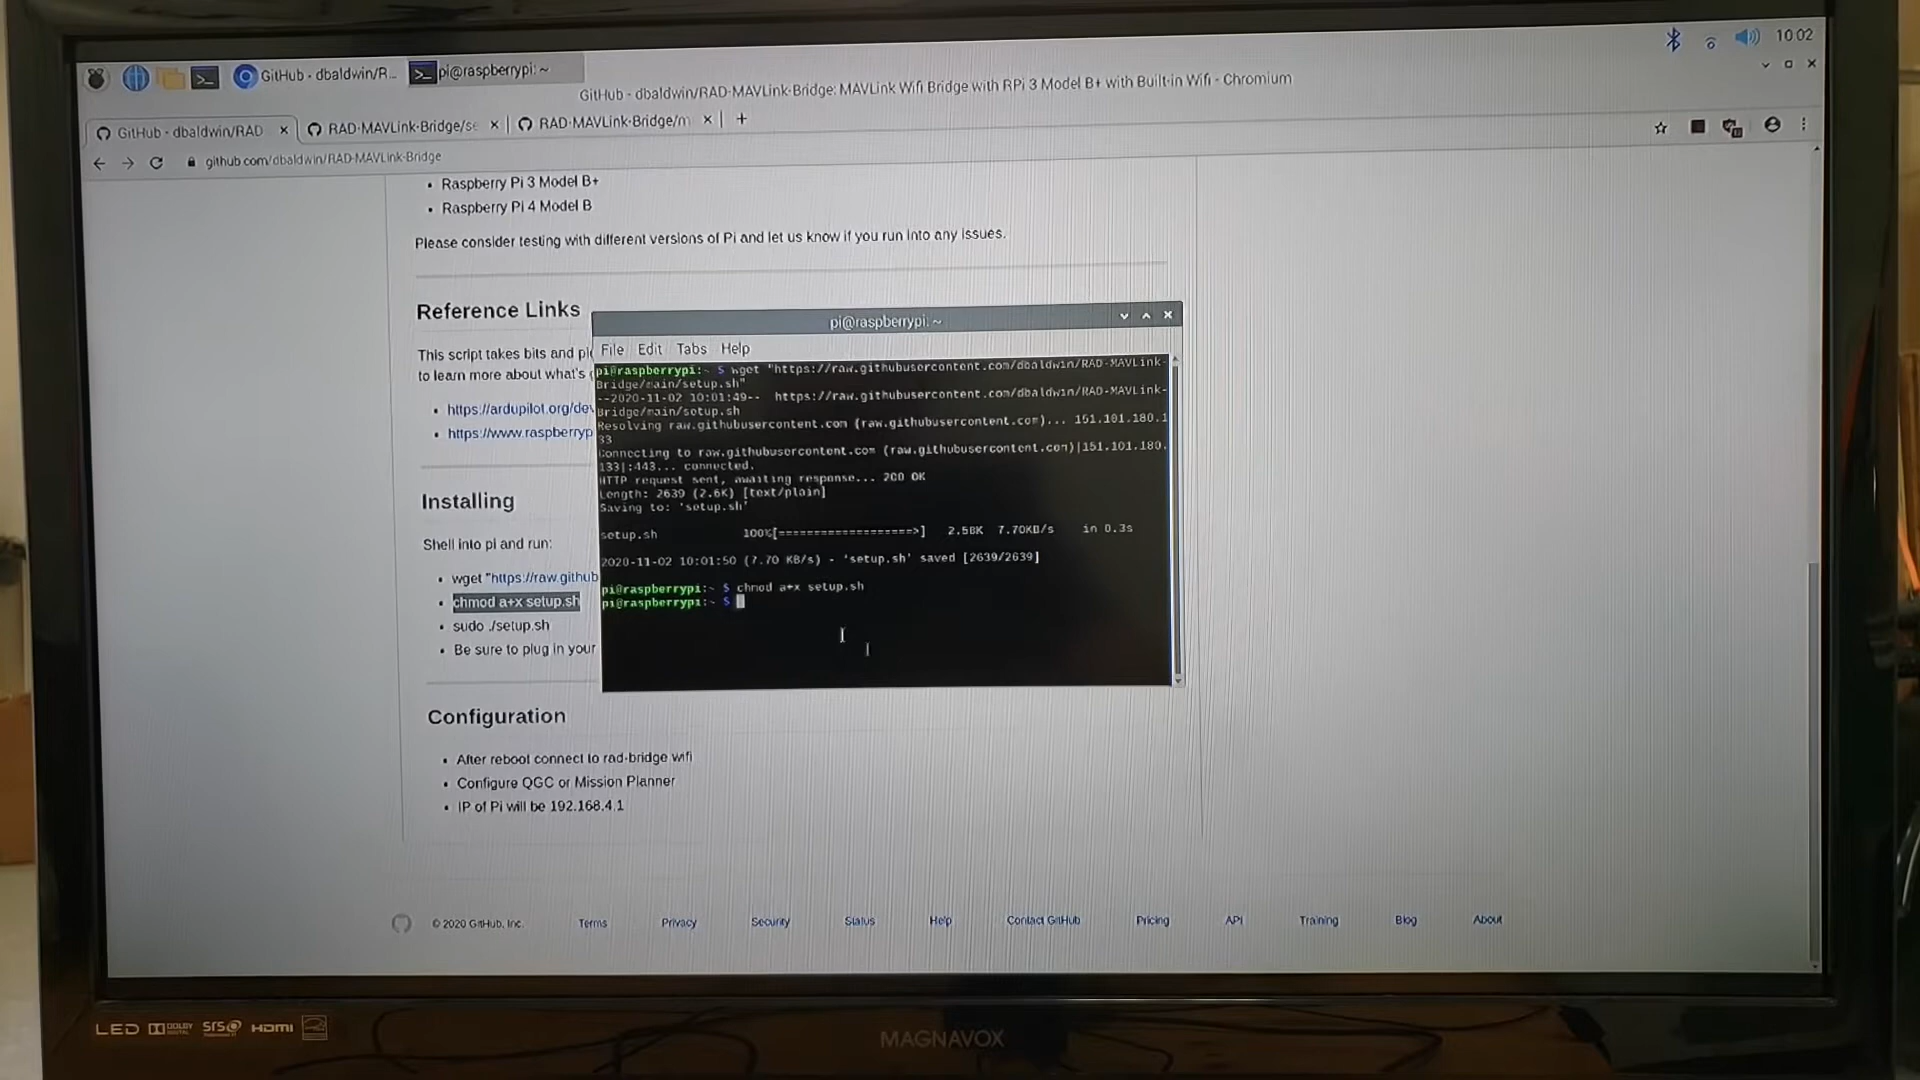 10:02
GitHub - dbaldwin/R...
pi@raspberrypi: ~
GitHub - dbaldwin/RAD-MAVLink-Bridge: MAVLink Wifi Bridge with RPi 3 Model B+ with Built-in Wifi - Chromium
GitHub - dbaldwin/RAD
RAD-MAVLink-Bridge/se
RAD-MAVLink-Bridge/m
github.com/dbaldwin/RAD-MAVLink-Bridge
Raspberry Pi 3 Model B+
Raspberry Pi 4 Model B
Please consider testing with different versions of Pi and let us know if you run into any issues.
Reference Links
This script takes bits and pi
to learn more about what's
https://ardupilot.org/dev
https://www.raspberryp
Installing
Shell into pi and run:
wget "https://raw.github
chmod a+x setup.sh
sudo ./setup.sh
Be sure to plug in your
pi@raspberrypi: ~
File Edit Tabs Help
pi@raspberrypi:~ $ wget "https://raw.githubusercontent.com/dbaldwin/RAD-MAVLink-
Bridge/main/setup.sh"
--2020-11-02 10:01:49-- https://raw.githubusercontent.com/dbaldwin/RAD-MAVLink-
Bridge/main/setup.sh
Resolving raw.githubusercontent.com (raw.githubusercontent.com)... 151.101.180.1
33
Connecting to raw.githubusercontent.com (raw.githubusercontent.com)|151.101.180.
133|:443... connected.
HTTP request sent, awaiting response... 200 OK
Length: 2639 (2.6K) [text/plain]
Saving to: 'setup.sh'
setup.sh 100%[===================>] 2.58K 7.70KB/s in 0.3s
2020-11-02 10:01:50 (7.70 KB/s) - 'setup.sh' saved [2639/2639]
pi@raspberrypi:~ $ chmod a+x setup.sh
pi@raspberrypi:~ $
Configuration
After reboot connect to rad-bridge wifi
Configure QGC or Mission Planner
IP of Pi will be 192.168.4.1
© 2020 GitHub, Inc. Terms Privacy Security Status Help Contact GitHub Pricing API Training Blog About
LED DOLBY DIGITAL SRS HDMI
MAGNAVOX